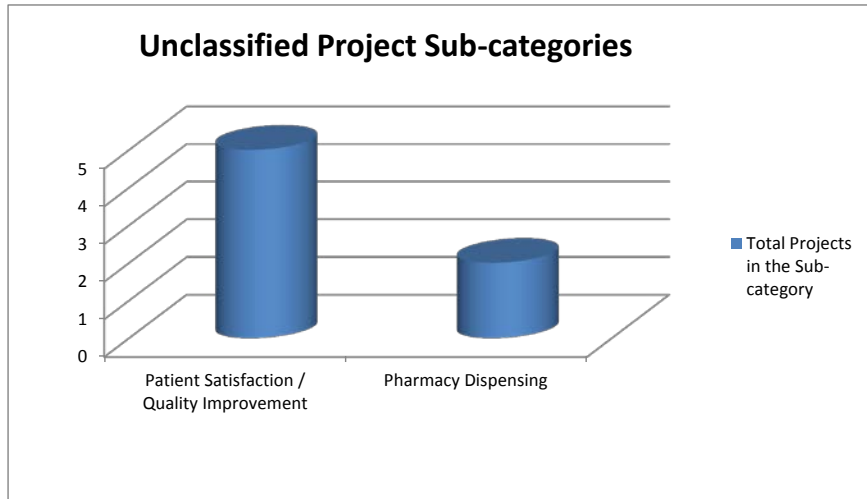 Unclassified Project Sub-categories
5
4
3
2
1
0
Patient Satisfaction /
Quality Improvement
Pharmacy Dispensing
Total Projects
in the Sub-
category